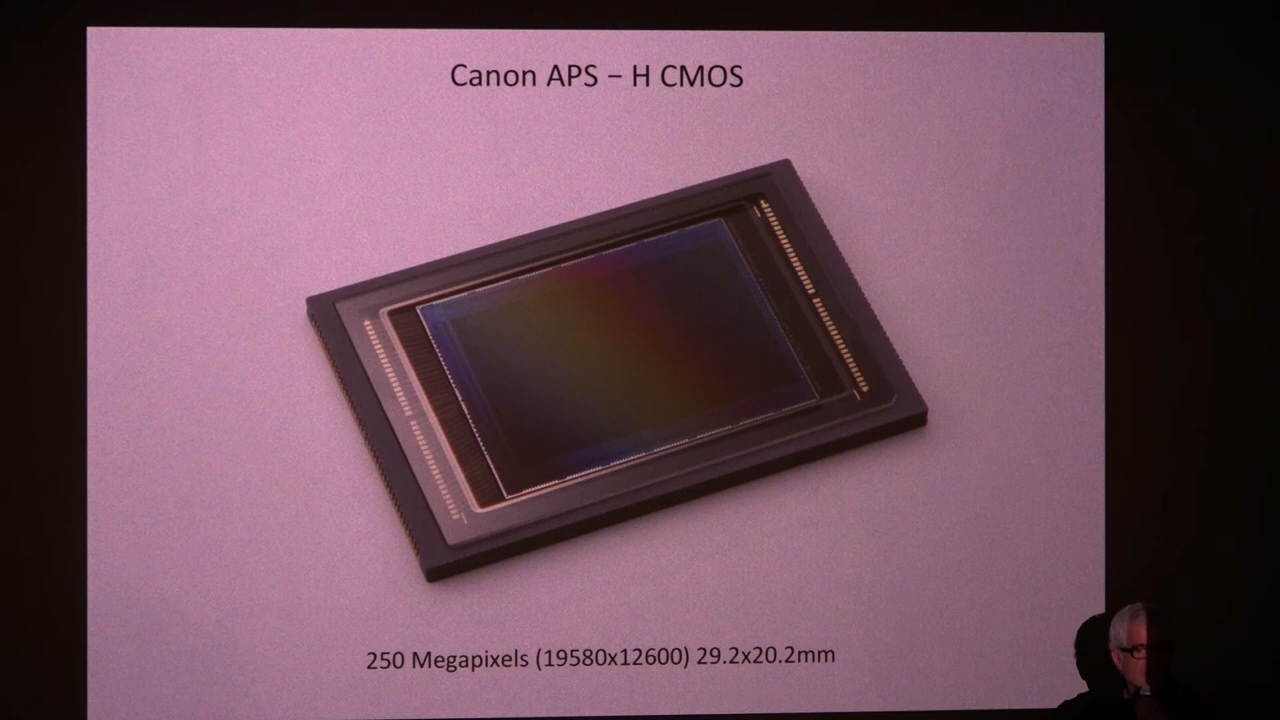 Canon APS – H CMOS
250 Megapixels (19580x12600) 29.2x20.2mm